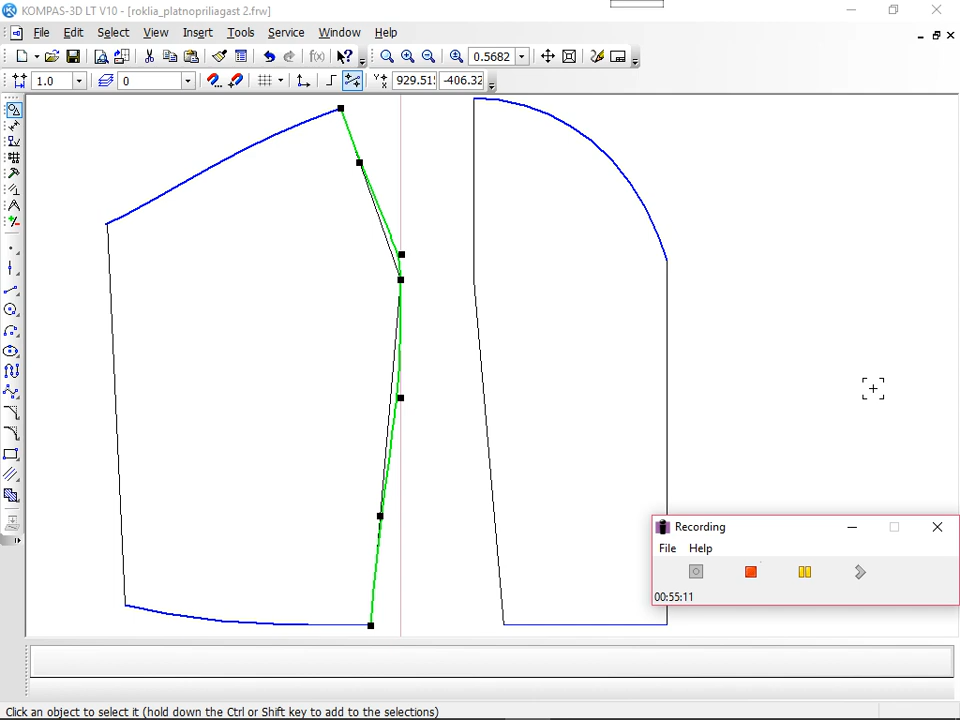 KOMPAS-3D LT V10 - [roklia_platnopriliagast 2.frw]
File Edit Select View Insert Tools Service Window Help
0.5682
1.0 0 929.51 -406.32
Recording
File Help
00:55:11
Click an object to select it (hold down the Ctrl or Shift key to add to the selections)